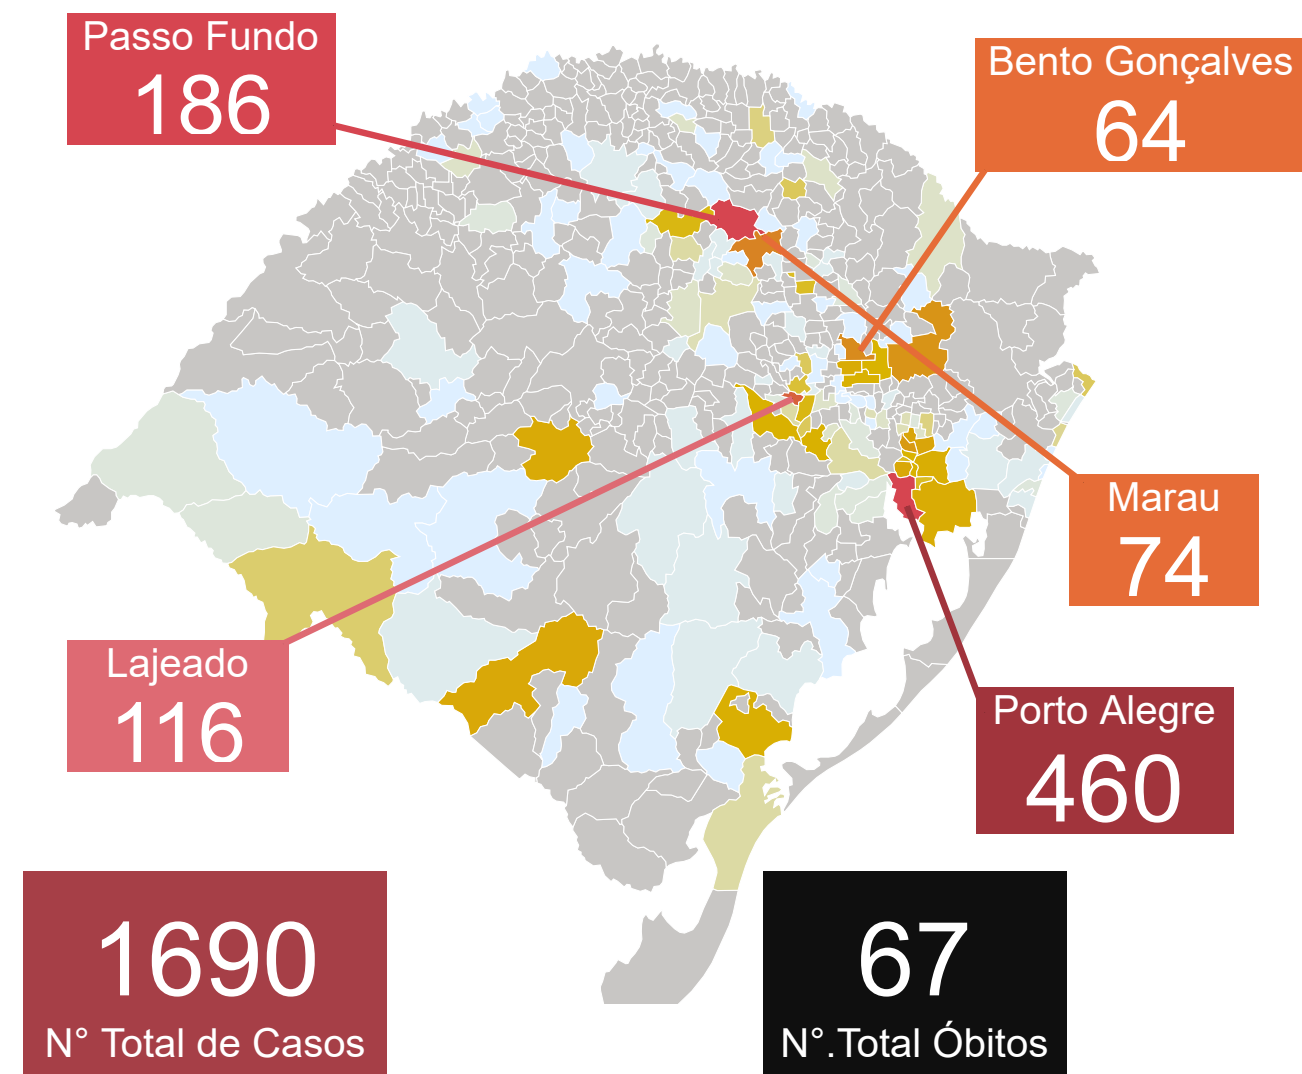 Passo Fundo
186
Bento Gonçalves
64
Marau
74
Lajeado
116
Porto Alegre
460
1690
N° Total de Casos
67
N°.Total Óbitos